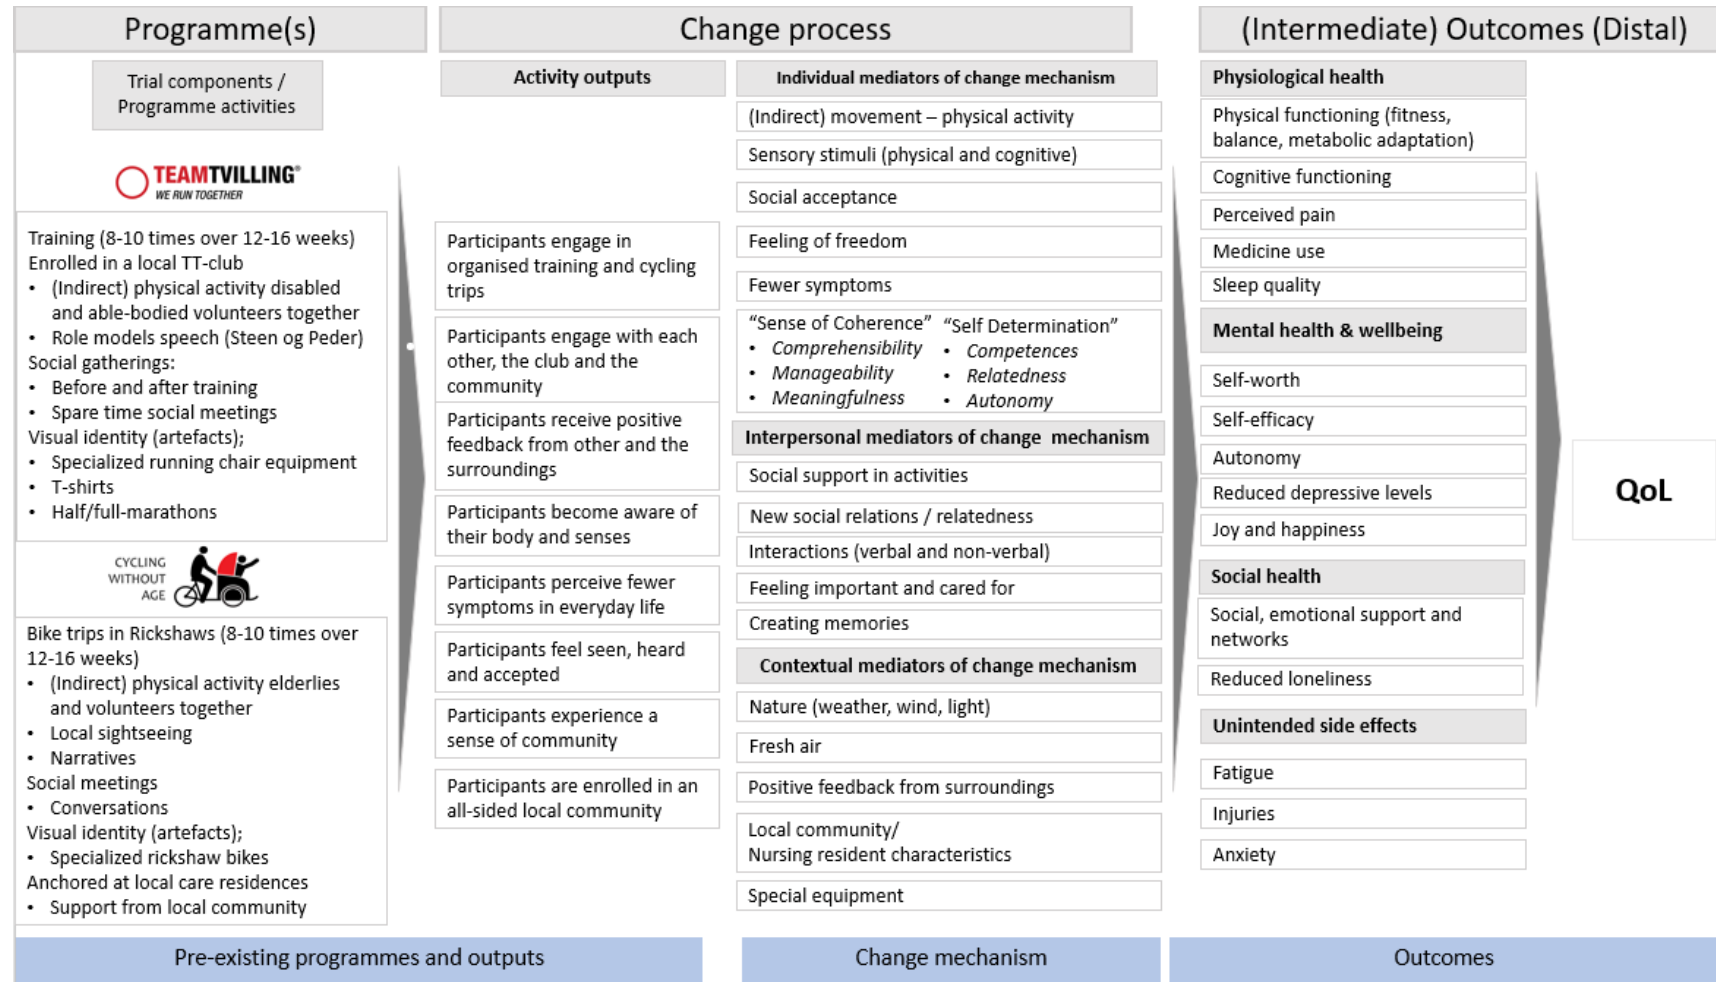 Programme(s)
Trial components /
Programme activities
TEAMTVILLING®
WE RUN TOGETHER
Training (8-10 times over 12-16 weeks)
Enrolled in a local TT-club
• (Indirect) physical activity disabled
and able-bodied volunteers together
• Role models speech (Steen og Peder)
Social gatherings:
• Before and after training
• Spare time social meetings
Visual identity (artefacts);
• Specialized running chair equipment
• T-shirts
• Half/full-marathons
CYCLING
WITHOUT
AGE
Bike trips in Rickshaws (8-10 times over
12-16 weeks)
• (Indirect) physical activity elderlies
and volunteers together
• Local sightseeing
• Narratives
Social meetings
• Conversations
Visual identity (artefacts);
• Specialized rickshaw bikes
Anchored at local care residences
• Support from local community
Change process
Activity outputs
Participants engage in
organised training and cycling
trips
Participants engage with each
other, the club and the
community
Participants receive positive
feedback from other and the
surroundings
Participants become aware of
their body and senses
Participants perceive fewer
symptoms in everyday life
Participants feel seen, heard
and accepted
Participants experience a
sense of community
Participants are enrolled in an
all-sided local community
Individual mediators of change mechanism
(Indirect) movement – physical activity
Sensory stimuli (physical and cognitive)
Social acceptance
Feeling of freedom
Fewer symptoms
“Sense of Coherence”
• Comprehensibility
• Manageability
• Meaningfulness
“Self Determination”
• Competences
• Relatedness
• Autonomy
Interpersonal mediators of change mechanism
Social support in activities
New social relations / relatedness
Interactions (verbal and non-verbal)
Feeling important and cared for
Creating memories
Contextual mediators of change mechanism
Nature (weather, wind, light)
Fresh air
Positive feedback from surroundings
Local community/
Nursing resident characteristics
Special equipment
(Intermediate) Outcomes (Distal)
Physiological health
Physical functioning (fitness,
balance, metabolic adaptation)
Cognitive functioning
Perceived pain
Medicine use
Sleep quality
Mental health & wellbeing
Self-worth
Self-efficacy
Autonomy
Reduced depressive levels
Joy and happiness
Social health
Social, emotional support and
networks
Reduced loneliness
Unintended side effects
Fatigue
Injuries
Anxiety
QoL
Pre-existing programmes and outputs
Change mechanism
Outcomes